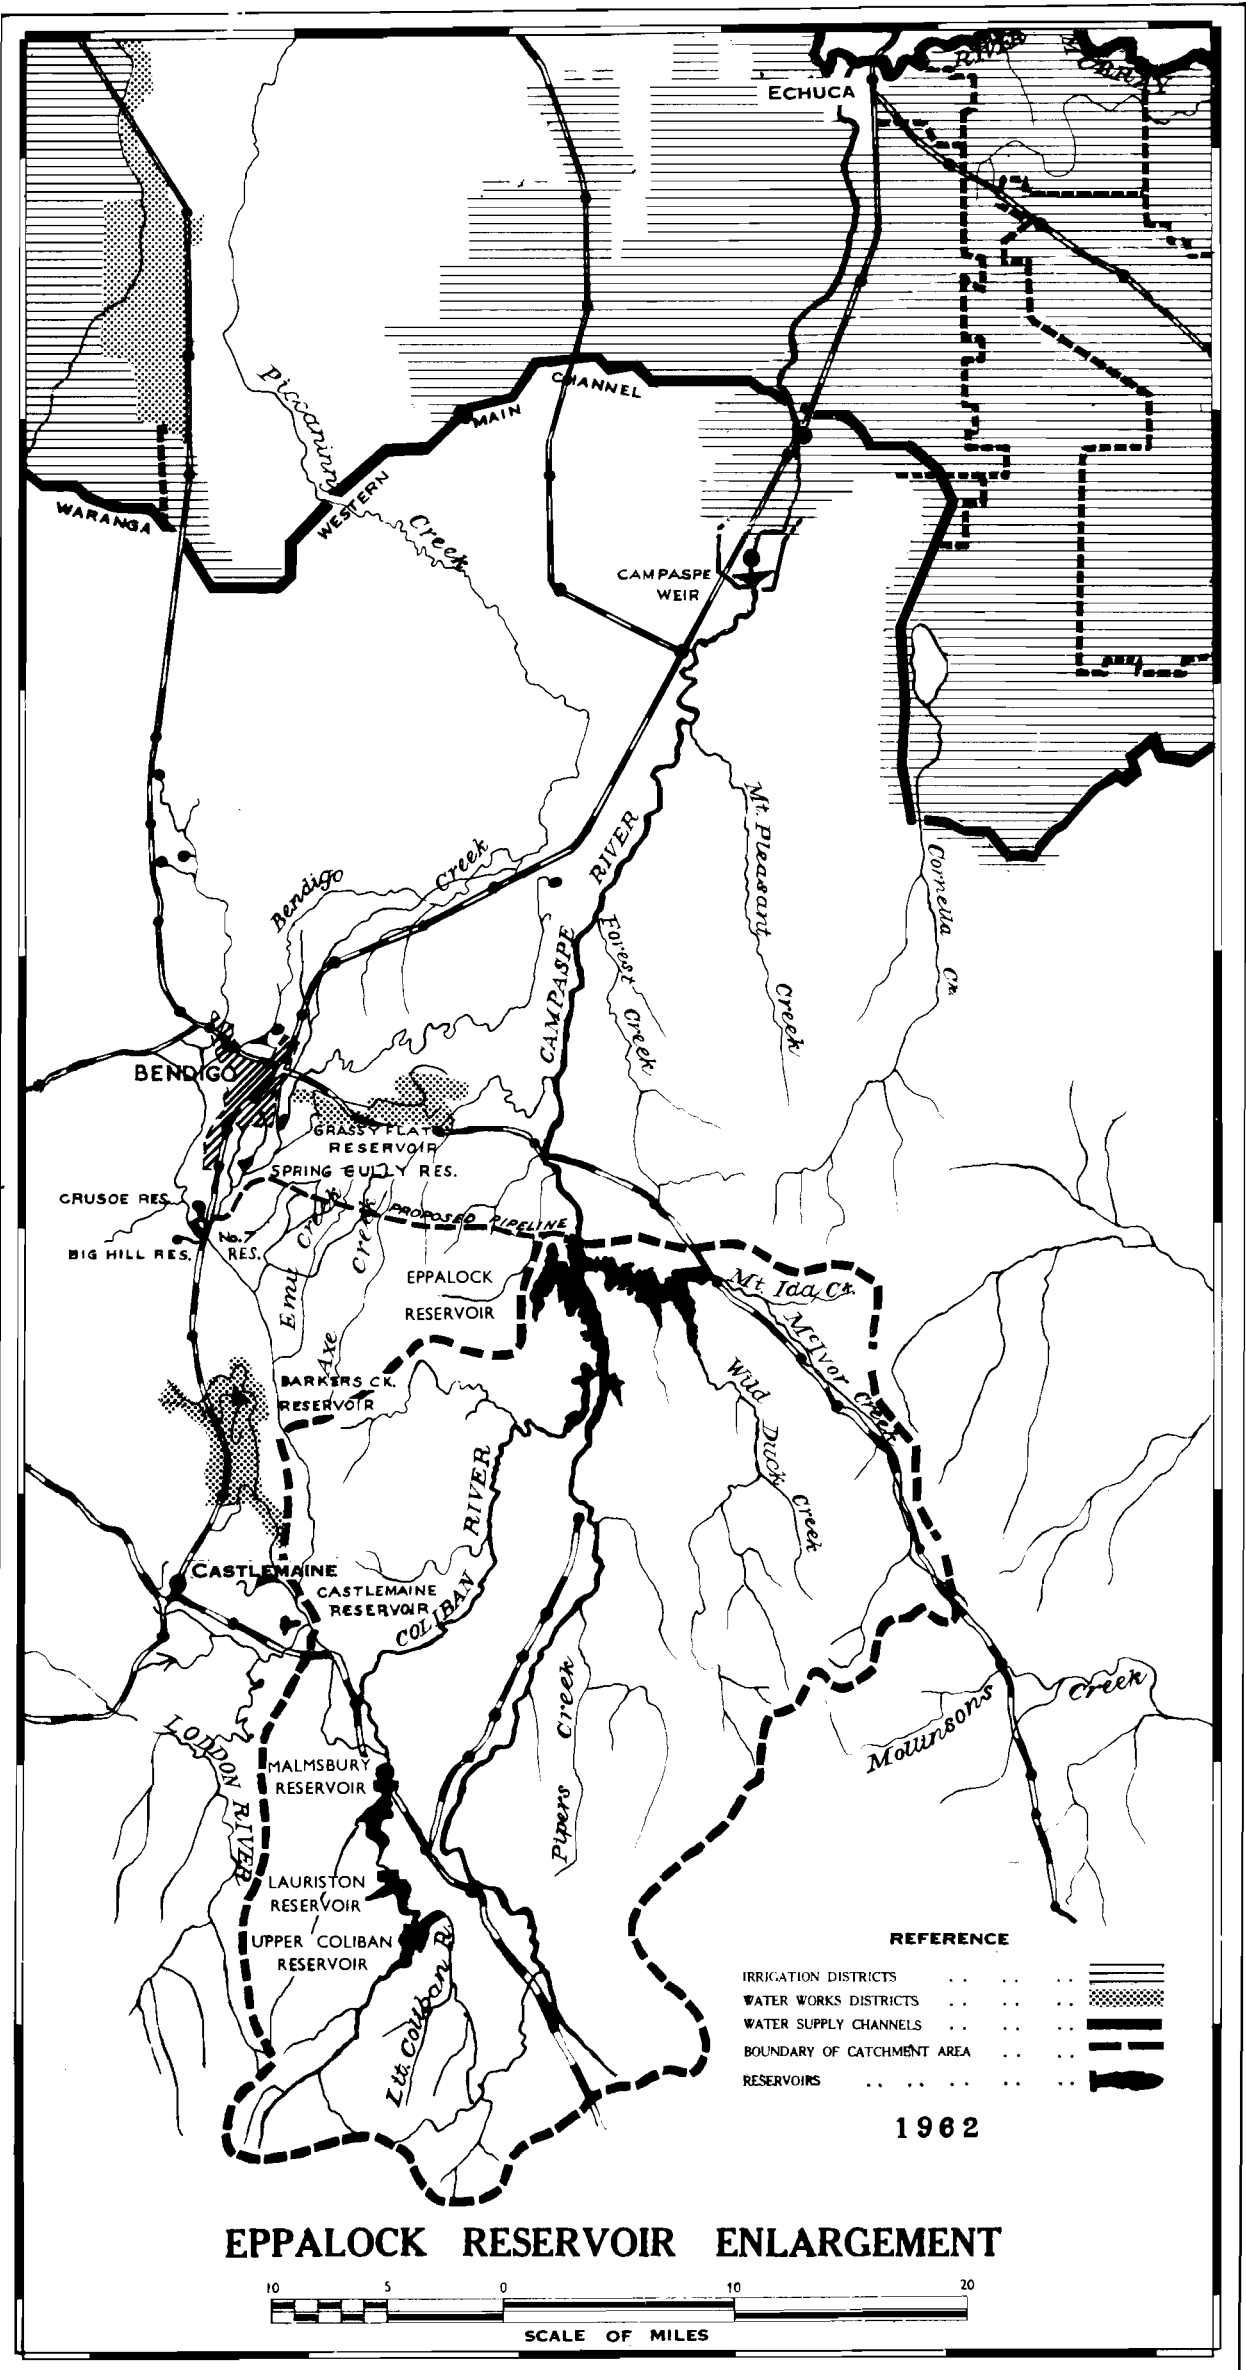 RIVER
MURRAY
ECHUCA
Piccaninny
Creek
WARANGA
WESTERN
MAIN
CHANNEL
CAMPASPE
WEIR
Mt. Pleasant
Creek
Cornella
Ck.
Bendigo
Creek
CAMPASPE
RIVER
Forest
Creek
BENDIGO
GRASSY FLAT
RESERVOIR
SPRING GULLY RES.
CRUSOE RES.
No. 7
RES.
BIG HILL RES.
PROPOSED PIPELINE
Emu
Creek
Axe
Creek
EPPALOCK
RESERVOIR
Mt. Ida Ck.
McIvor Creek
Wild Duck Creek
BARKERS CK.
RESERVOIR
COLIBAN
RIVER
CASTLEMAINE
CASTLEMAINE
RESERVOIR
Pipers
Creek
Mollinsons
Creek
LODDON RIVER
MALMSBURY
RESERVOIR
LAURISTON
RESERVOIR
UPPER COLIBAN
RESERVOIR
Litt. Coliban R.
REFERENCE
IRRIGATION DISTRICTS .. .. ..
WATER WORKS DISTRICTS .. .. ..
WATER SUPPLY CHANNELS .. .. ..
BOUNDARY OF CATCHMENT AREA .. ..
RESERVOIRS .. .. .. .. ..
1962
EPPALOCK RESERVOIR ENLARGEMENT
10 5 0 10 20
SCALE OF MILES